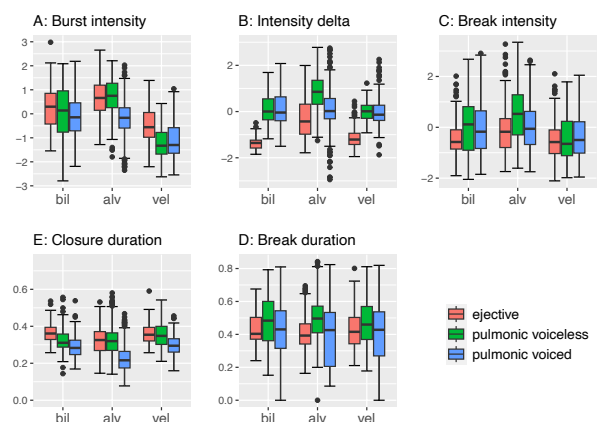 A: Burst intensity
3
2
1
0
−1
−2
−3
bil alv vel
B: Intensity delta
2
0
−2
bil alv vel
C: Break intensity
2
0
−2
bil alv vel
E: Closure duration
0.6
0.4
0.2
0.0
bil alv vel
D: Break duration
0.8
0.6
0.4
0.2
0.0
bil alv vel
ejective
pulmonic voiceless
pulmonic voiced